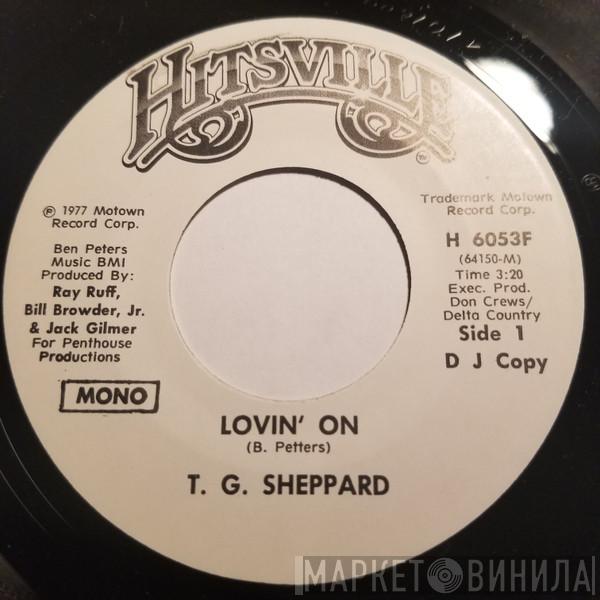 HITSVILLE
TM
℗ 1977 Motown
Record Corp.
Ben Peters
Music BMI
Produced By:
Ray Ruff,
Bill Browder, Jr.
& Jack Gilmer
For Penthouse
Productions
MONO
Trademark Motown
Record Corp.
H 6053F
(64150-M)
Time 3:20
Exec. Prod.
Don Crews/
Delta Country
Side 1
D J Copy
LOVIN' ON
(B. Petters)
T. G. SHEPPARD
МАРКЕТ ВИНИЛА